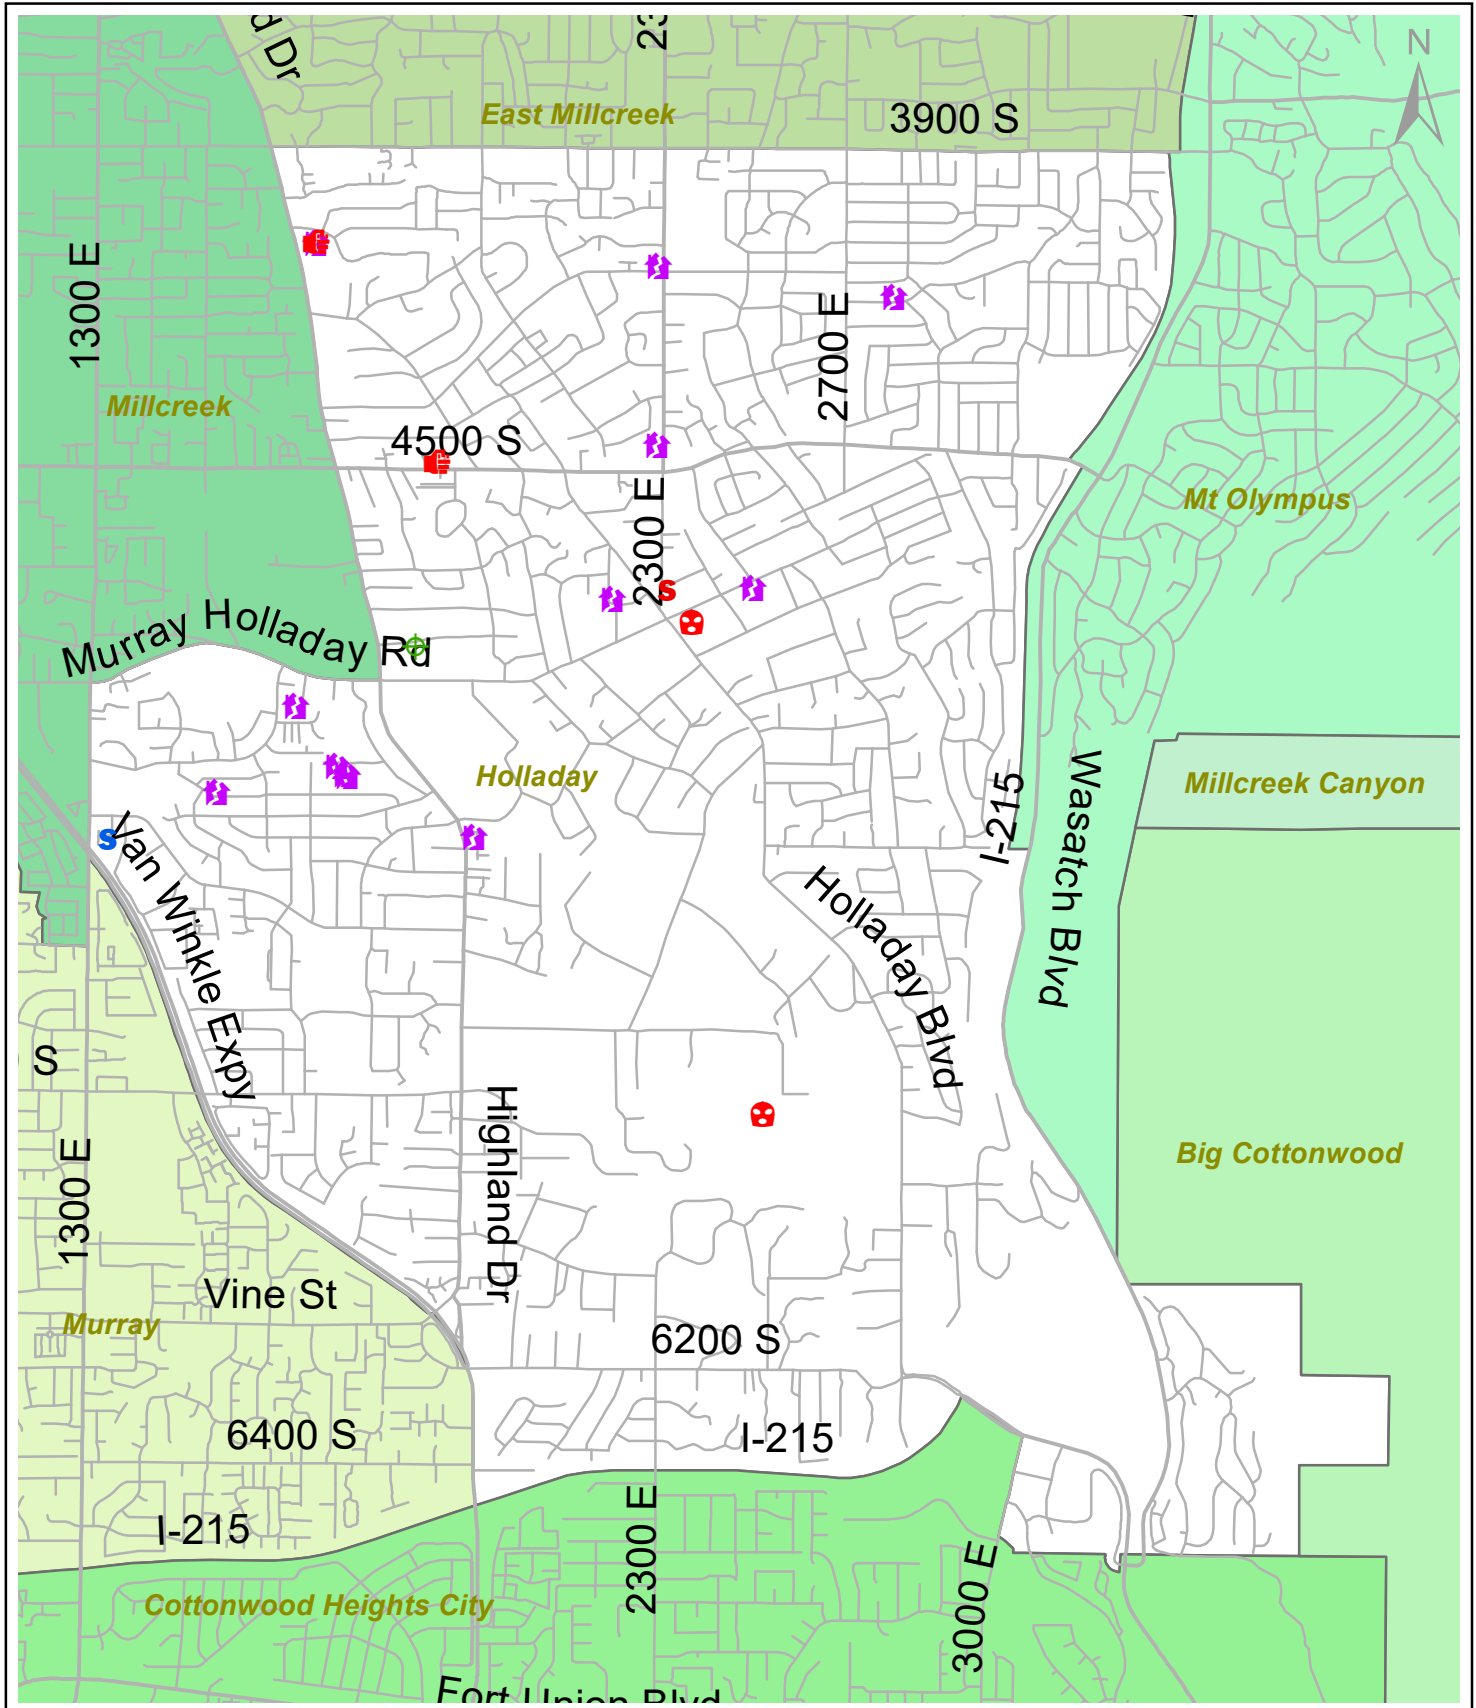 d Dr
23
N
East Millcreek
3900 S
1300 E
2700 E
Millcreek
4500 S
Mt Olympus
2300 E
S
Murray Holladay Rd
Holladay
Millcreek Canyon
I-215
Wasatch Blvd
S
Van Winkle Expy
Holladay Blvd
S
Highland Dr
Big Cottonwood
1300 E
Vine St
Murray
6200 S
6400 S
I-215
I-215
2300 E
3000 E
Cottonwood Heights City
Fort Union Blvd